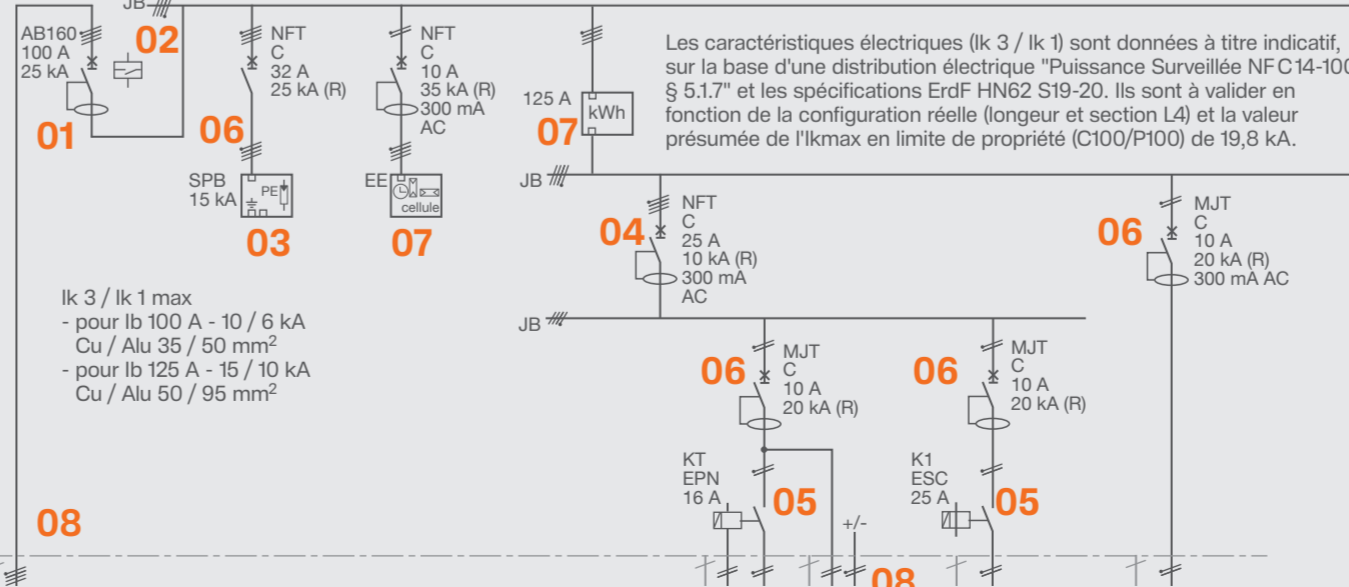 JB
AB160
100 A
25 kA
01
02
NFT
C
32 A
25 kA (R)
06
SPB
15 kA
PE
03
NFT
C
10 A
35 kA (R)
300 mA
AC
EE
cellule
07
125 A
kWh
07
Les caractéristiques électriques (Ik 3 / Ik 1) sont données à titre indicatif,
sur la base d'une distribution électrique "Puissance Surveillée NF C14-100
§ 5.1.7" et les spécifications ErdF HN62 S19-20. Ils sont à valider en
fonction de la configuration réelle (longeur et section L4) et la valeur
présumée de l'Ikmax en limite de propriété (C100/P100) de 19,8 kA.
JB
04
NFT
C
25 A
10 kA (R)
300 mA
AC
06
MJT
C
10 A
20 kA (R)
300 mA AC
Ik 3 / Ik 1 max
- pour Ib 100 A - 10 / 6 kA
Cu / Alu 35 / 50 mm²
- pour Ib 125 A - 15 / 10 kA
Cu / Alu 50 / 95 mm²
JB
06
MJT
C
10 A
20 kA (R)
06
MJT
C
10 A
20 kA (R)
KT
EPN
16 A
05
+/-
K1
ESC
25 A
05
08
08